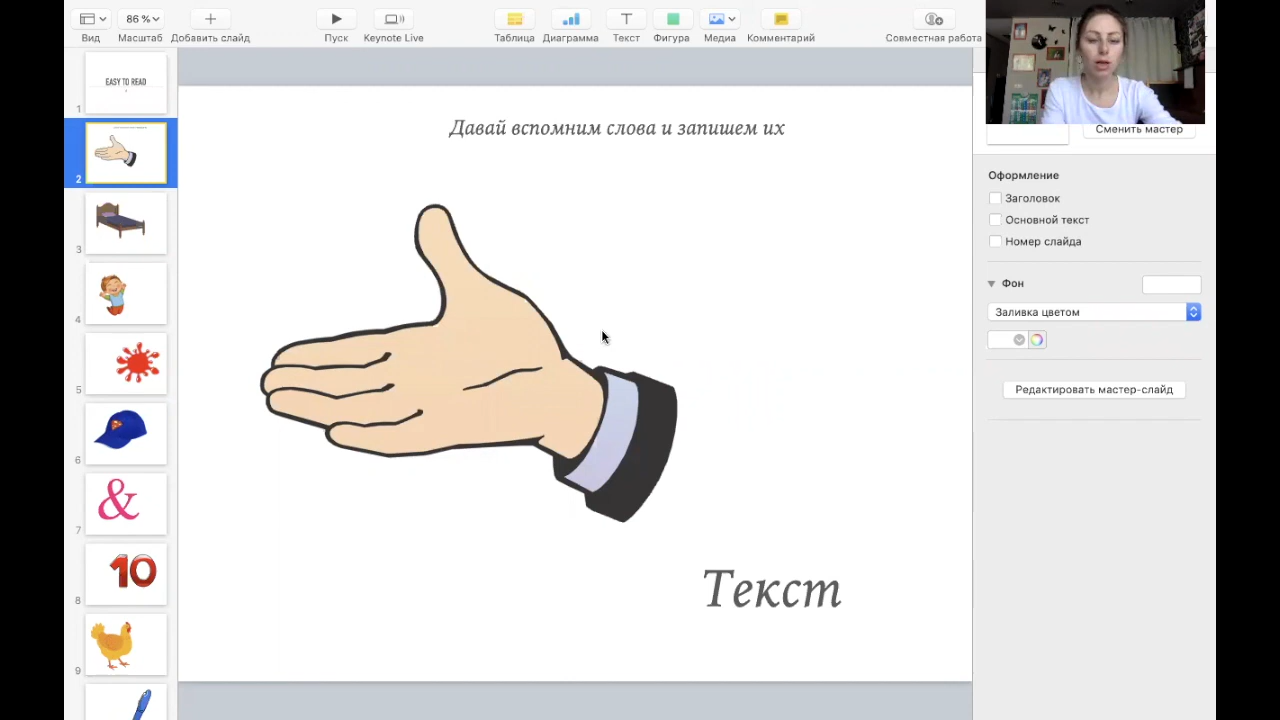 86 %
Вид
Масштаб
Добавить слайд
Пуск
Keynote Live
Таблица
Диаграмма
Текст
Фигура
Медиа
Комментарий
Совместная работа
1
EASY TO READ
2
3
4
5
6
7
&
8
10
9
Давай вспомним слова и запишем их
Текст
Сменить мастер
Оформление
Заголовок
Основной текст
Номер слайда
Фон
Заливка цветом
Редактировать мастер-слайд